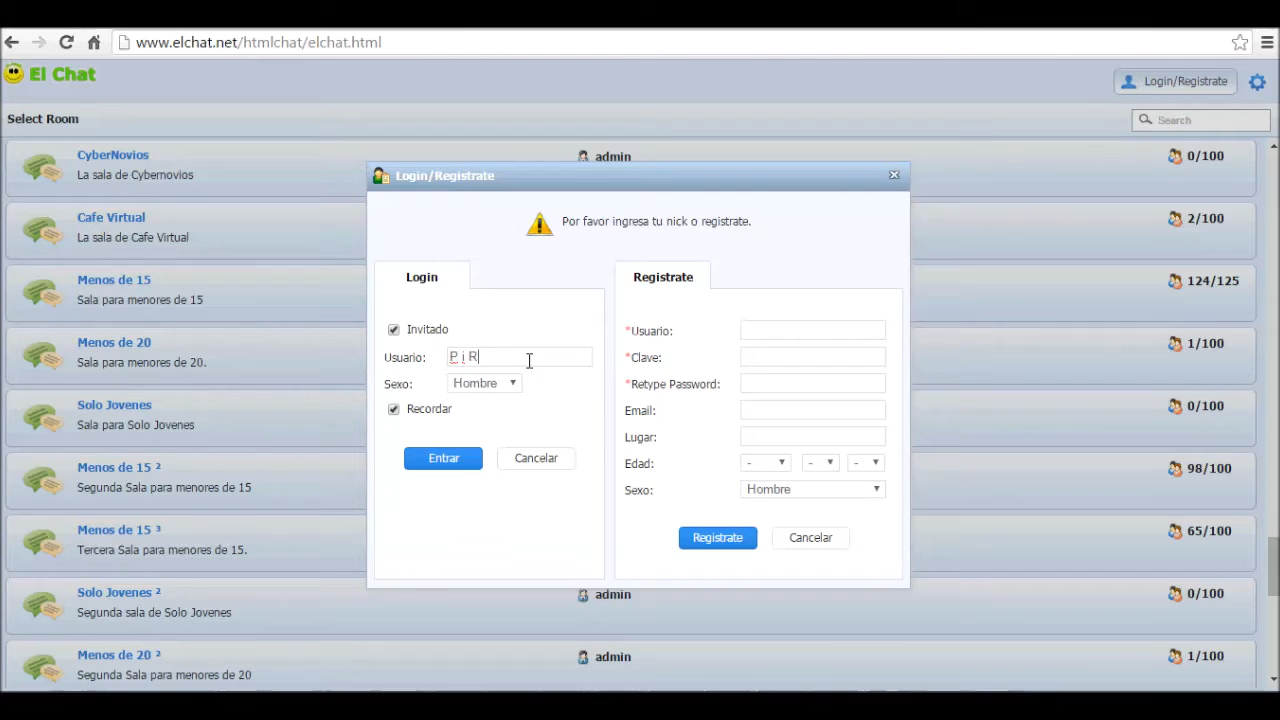 www.elchat.net/htmlchat/elchat.html
El Chat
Login/Registrate
Select Room
Search
CyberNovios
admin
0/100
La sala de Cybernovios
Cafe Virtual
2/100
La sala de Cafe Virtual
Menos de 15
124/125
Sala para menores de 15
Menos de 20
1/100
Sala para menores de 20.
Solo Jovenes
0/100
Sala para Solo Jovenes
Menos de 15 ²
98/100
Segunda Sala para menores de 15
Menos de 15 ³
65/100
Tercera Sala para menores de 15.
Solo Jovenes ²
admin
0/100
Segunda sala de Solo Jovenes
Menos de 20 ²
admin
1/100
Segunda Sala para menores de 20
Login/Registrate
Por favor ingresa tu nick o registrate.
Login
Invitado
Usuario: P i R
Sexo: Hombre
Recordar
Entrar Cancelar
Registrate
*Usuario:
*Clave:
*Retype Password:
Email:
Lugar:
Edad: - - -
Sexo: Hombre
Registrate Cancelar